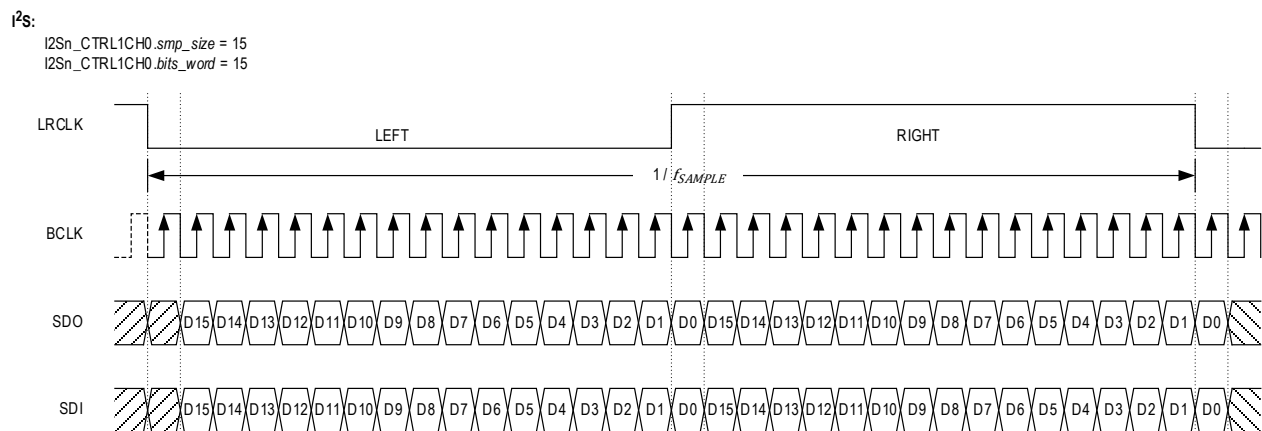 I²S:
I2Sn_CTRL1CH0.smp_size = 15
I2Sn_CTRL1CH0.bits_word = 15
LRCLK LEFT RIGHT
1 / fSAMPLE
BCLK
SDO D15 D14 D13 D12 D11 D10 D9 D8 D7 D6 D5 D4 D3 D2 D1 D0 D15 D14 D13 D12 D11 D10 D9 D8 D7 D6 D5 D4 D3 D2 D1 D0
SDI D15 D14 D13 D12 D11 D10 D9 D8 D7 D6 D5 D4 D3 D2 D1 D0 D15 D14 D13 D12 D11 D10 D9 D8 D7 D6 D5 D4 D3 D2 D1 D0